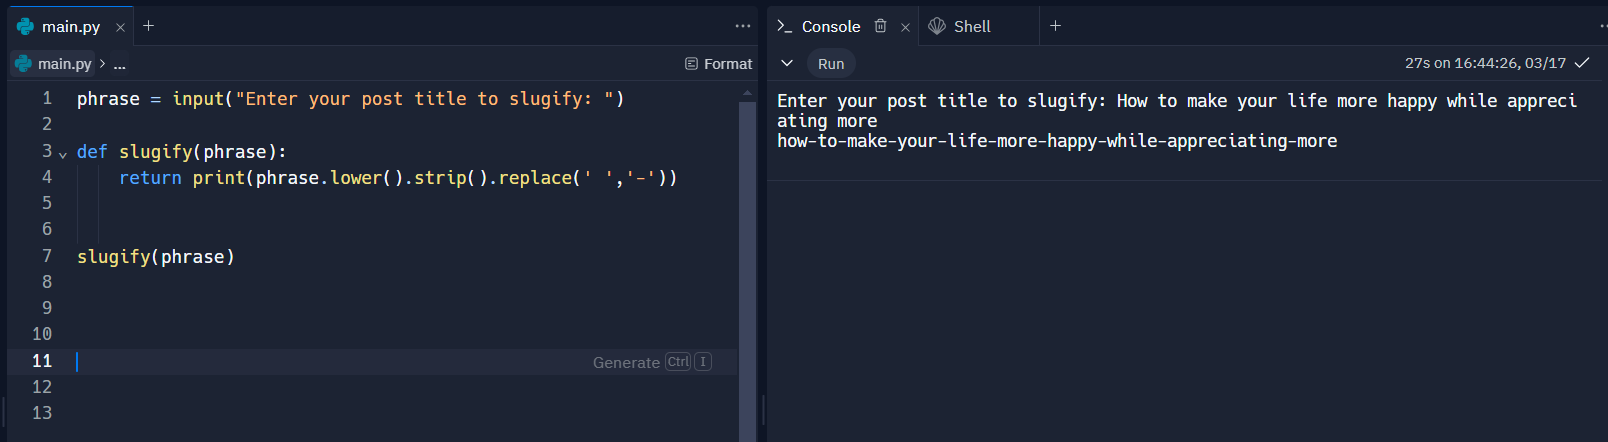 main.py
main.py > ...
Format
1 phrase = input("Enter your post title to slugify: ")
2
3 def slugify(phrase):
4 return print(phrase.lower().strip().replace(' ','-'))
5
6
7 slugify(phrase)
8
9
10
11 Generate Ctrl I
12
13
Console
Shell
Run
27s on 16:44:26, 03/17
Enter your post title to slugify: How to make your life more happy while appreci
ating more
how-to-make-your-life-more-happy-while-appreciating-more